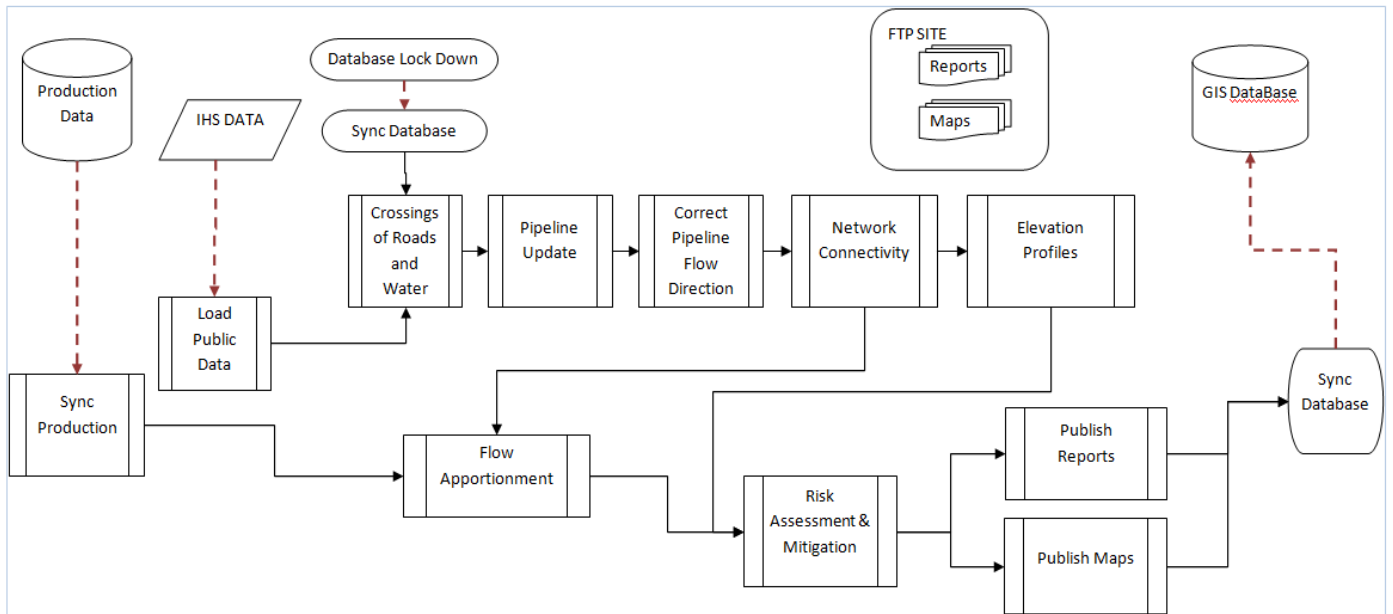 Production
Data
IHS DATA
Database Lock Down
Sync Database
FTP SITE
Reports
Maps
GIS DataBase
Crossings
of Roads
and
Water
Pipeline
Update
Correct
Pipeline
Flow
Direction
Network
Connectivity
Elevation
Profiles
Load
Public
Data
Sync
Production
Flow
Apportionment
Risk
Assessment &
Mitigation
Publish
Reports
Publish Maps
Sync
Database